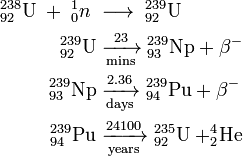 ²³⁸₉₂U + ¹₀n ⟶ ²³⁹₉₂U
²³⁹₉₂U —23 mins→ ²³⁹₉₃Np + β⁻
²³⁹₉₃Np —2.36 days→ ²³⁹₉₄Pu + β⁻
²³⁹₉₄Pu —24100 years→ ²³⁵₉₂U + ⁴₂He